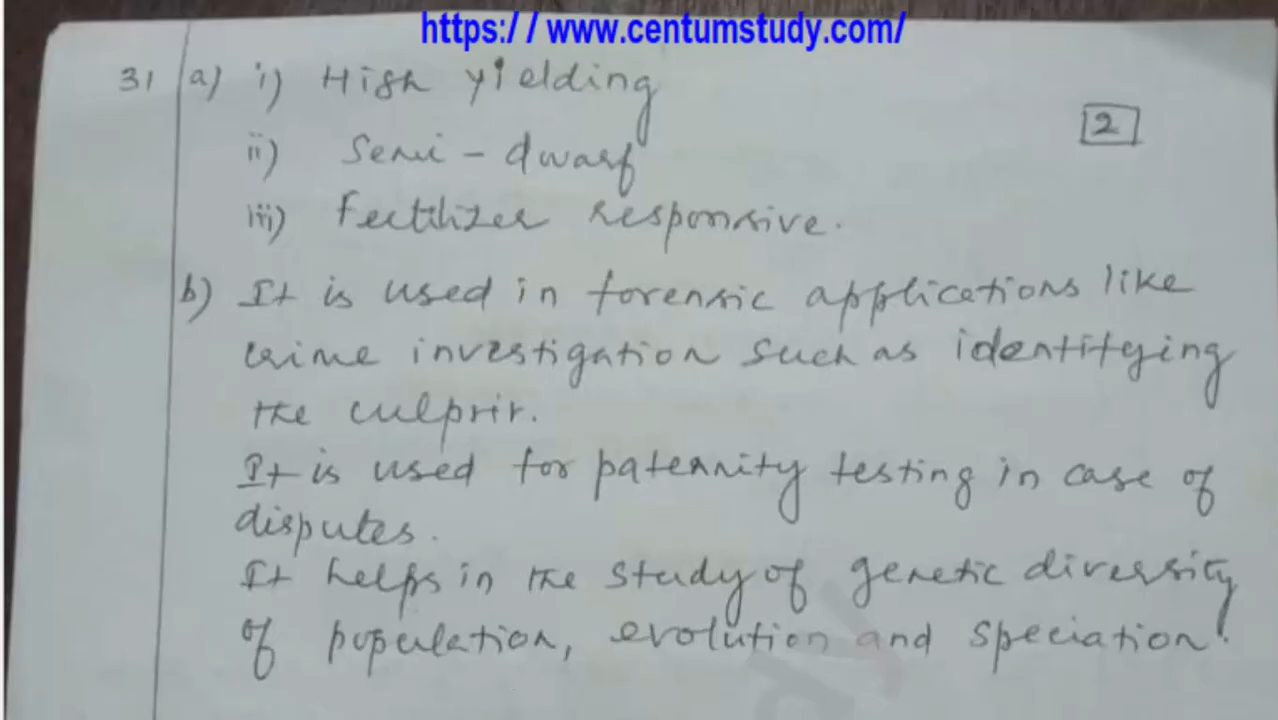 https://www.centumstudy.com/
31 a) i) High yielding
2
ii) Semi - dwarf
iii) Fertilizer responsive.
b) It is used in forensic applications like
crime investigation such as identifying
the culprit.
It is used for paternity testing in case of
disputes.
It helps in the study of genetic diversity
of population, evolution and speciation.